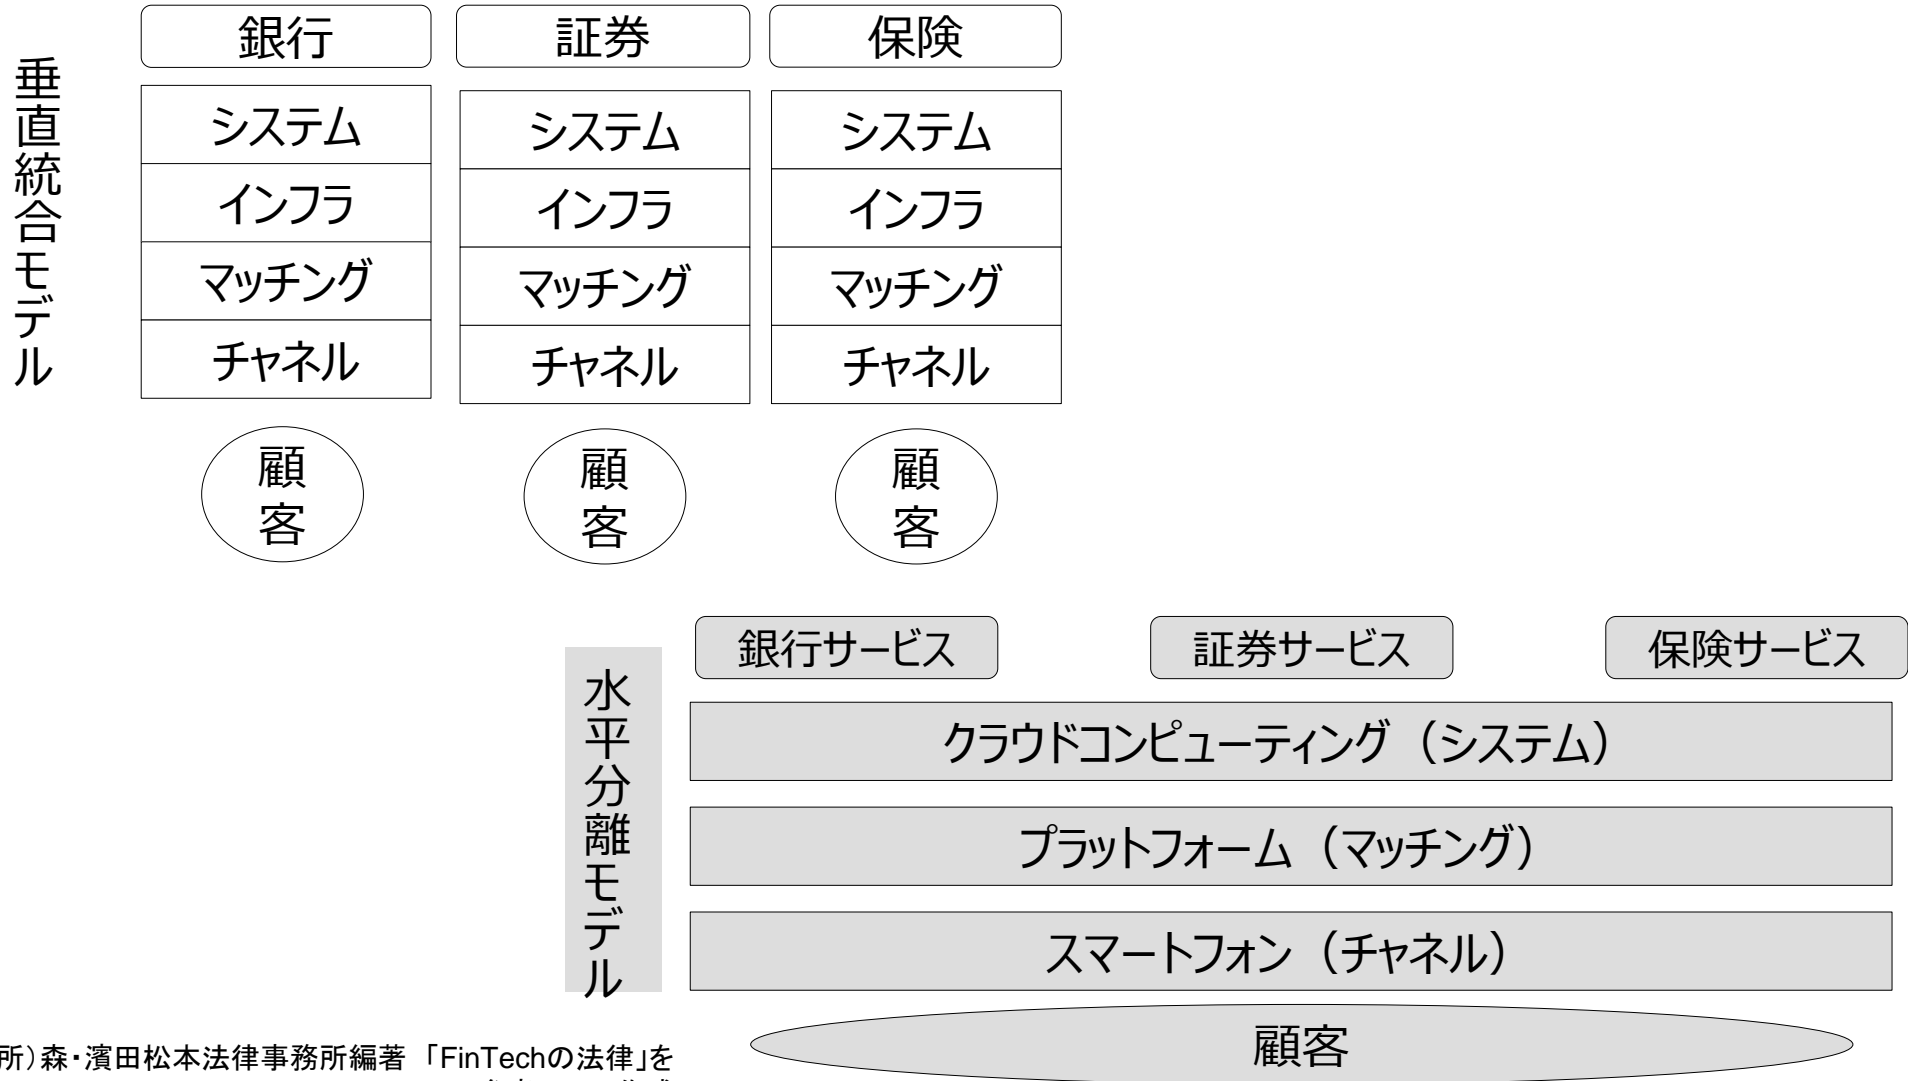 垂直統合モデル
銀行
証券
保険
システム
インフラ
マッチング
チャネル
顧客
システム
インフラ
マッチング
チャネル
顧客
システム
インフラ
マッチング
チャネル
顧客
水平分離モデル
銀行サービス
証券サービス
保険サービス
クラウドコンピューティング（システム）
プラットフォーム（マッチング）
スマートフォン（チャネル）
顧客
所）森・濱田松本法律事務所編著 「FinTechの法律」を